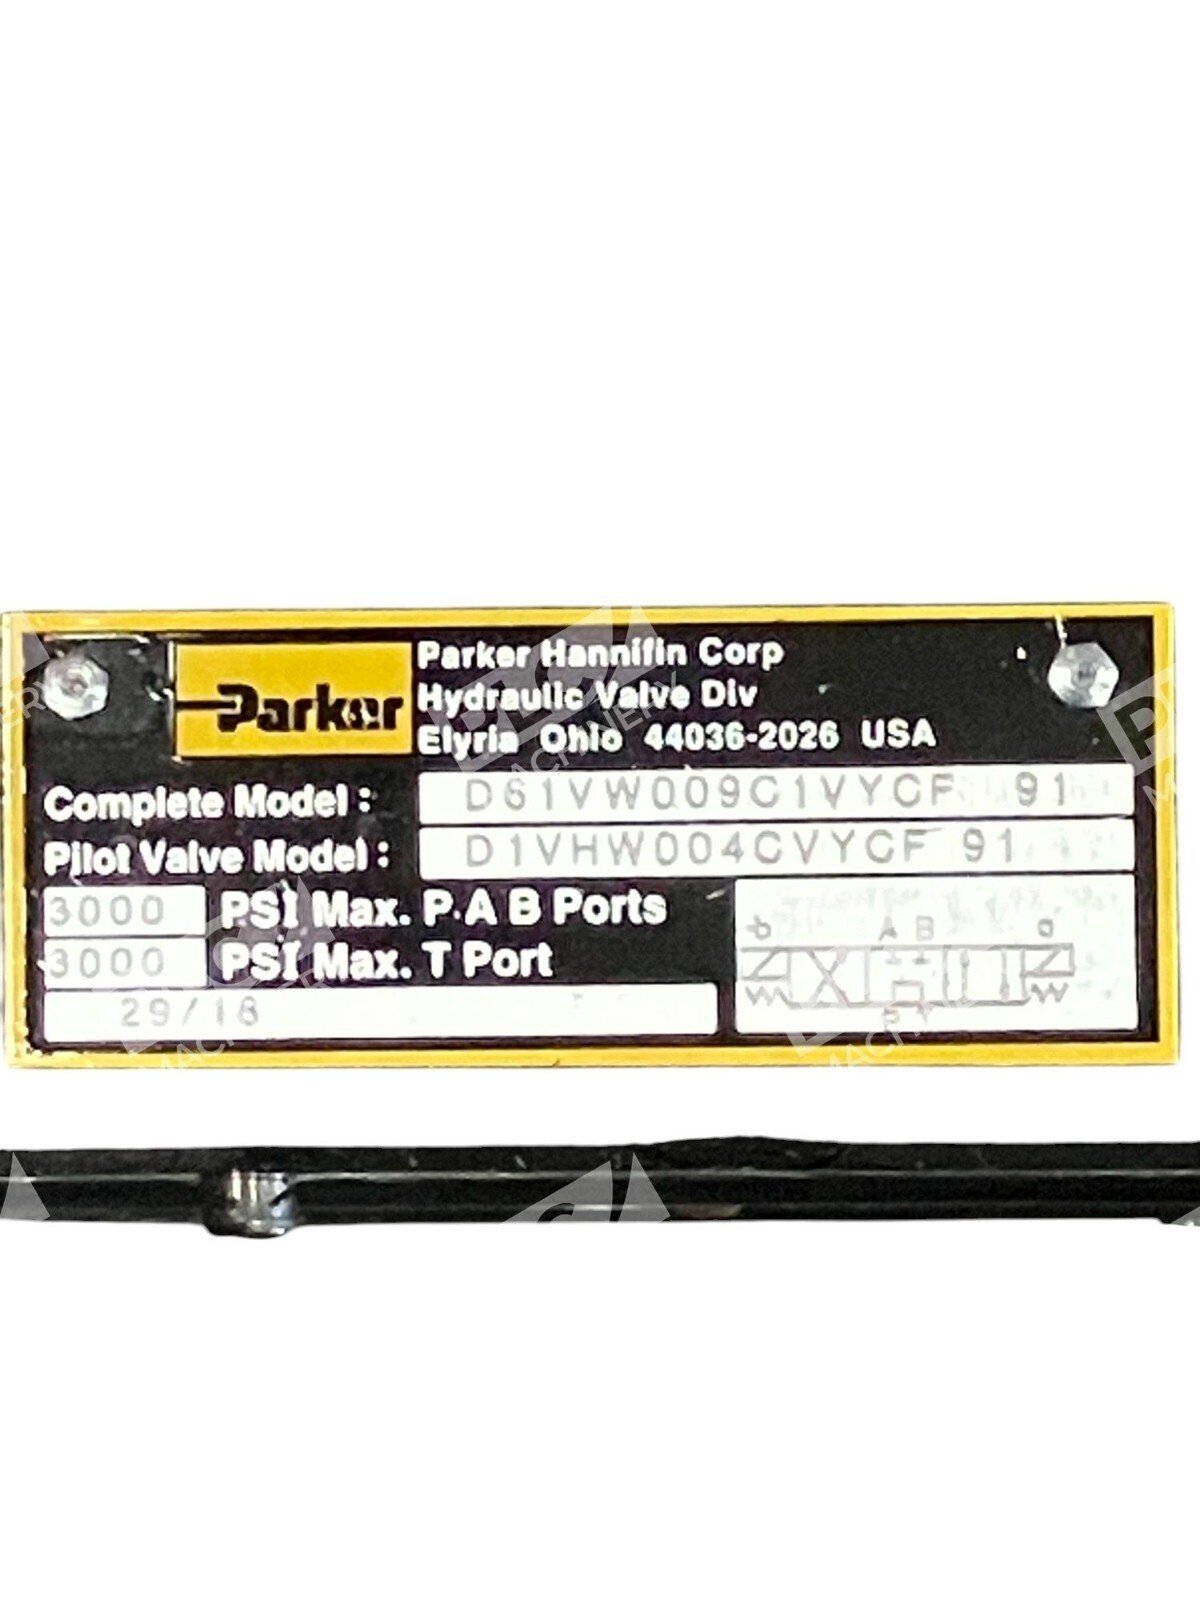 Parker
Parker Hannifin Corp
Hydraulic Valve Div
Elyria Ohio 44036-2026 USA
Complete Model: D61VW009C1VYCF 91
Pilot Valve Model: D1VHW004CVYCF 91
3000 PSI Max. P.A B Ports
3000 PSI Max. T Port
29/18
b A B a
MACHINERY